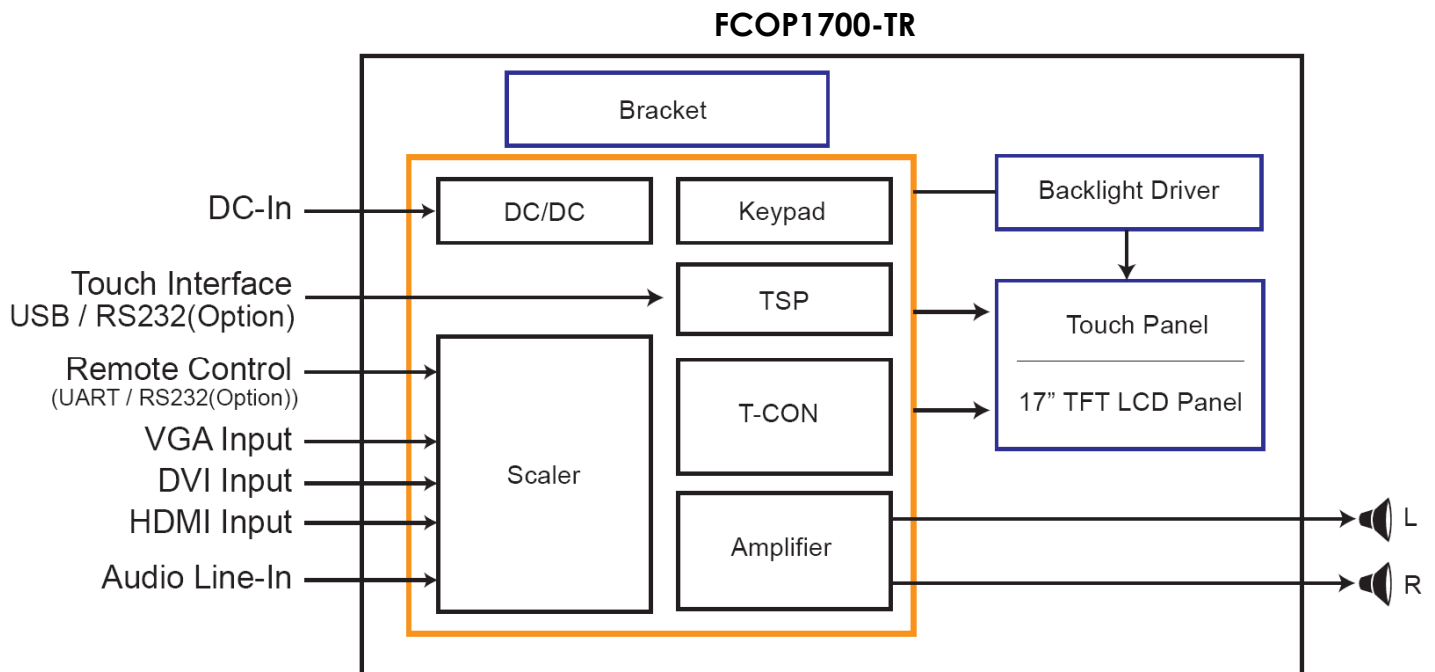 FCOP1700-TR
Bracket
DC-In
DC/DC
Keypad
Backlight Driver
Touch Interface
USB / RS232(Option)
TSP
Touch Panel
17” TFT LCD Panel
Remote Control
(UART / RS232(Option))
VGA Input
DVI Input
HDMI Input
Audio Line-In
Scaler
T-CON
Amplifier
L
R